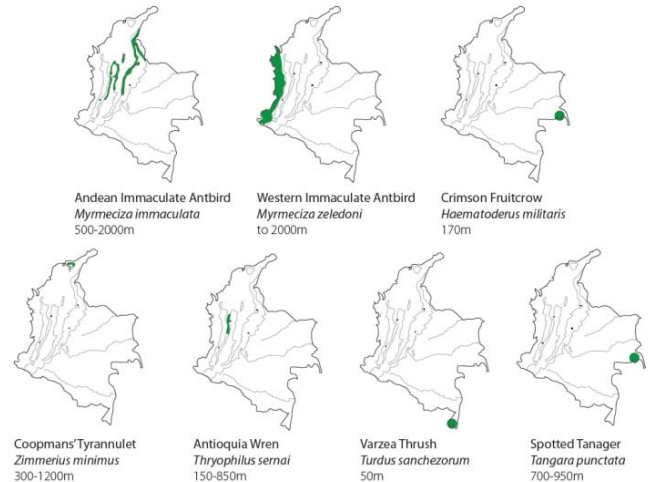 Andean Immaculate Antbird
Myrmeciza immaculata
500-2000m
Western Immaculate Antbird
Myrmeciza zeledoni
to 2000m
Crimson Fruitcrow
Haematoderus militaris
170m
Coopmans' Tyrannulet
Zimmerius minimus
300-1200m
Antioquia Wren
Thryophilus sernai
150-850m
Varzea Thrush
Turdus sanchezorum
50m
Spotted Tanager
Tangara punctata
700-950m